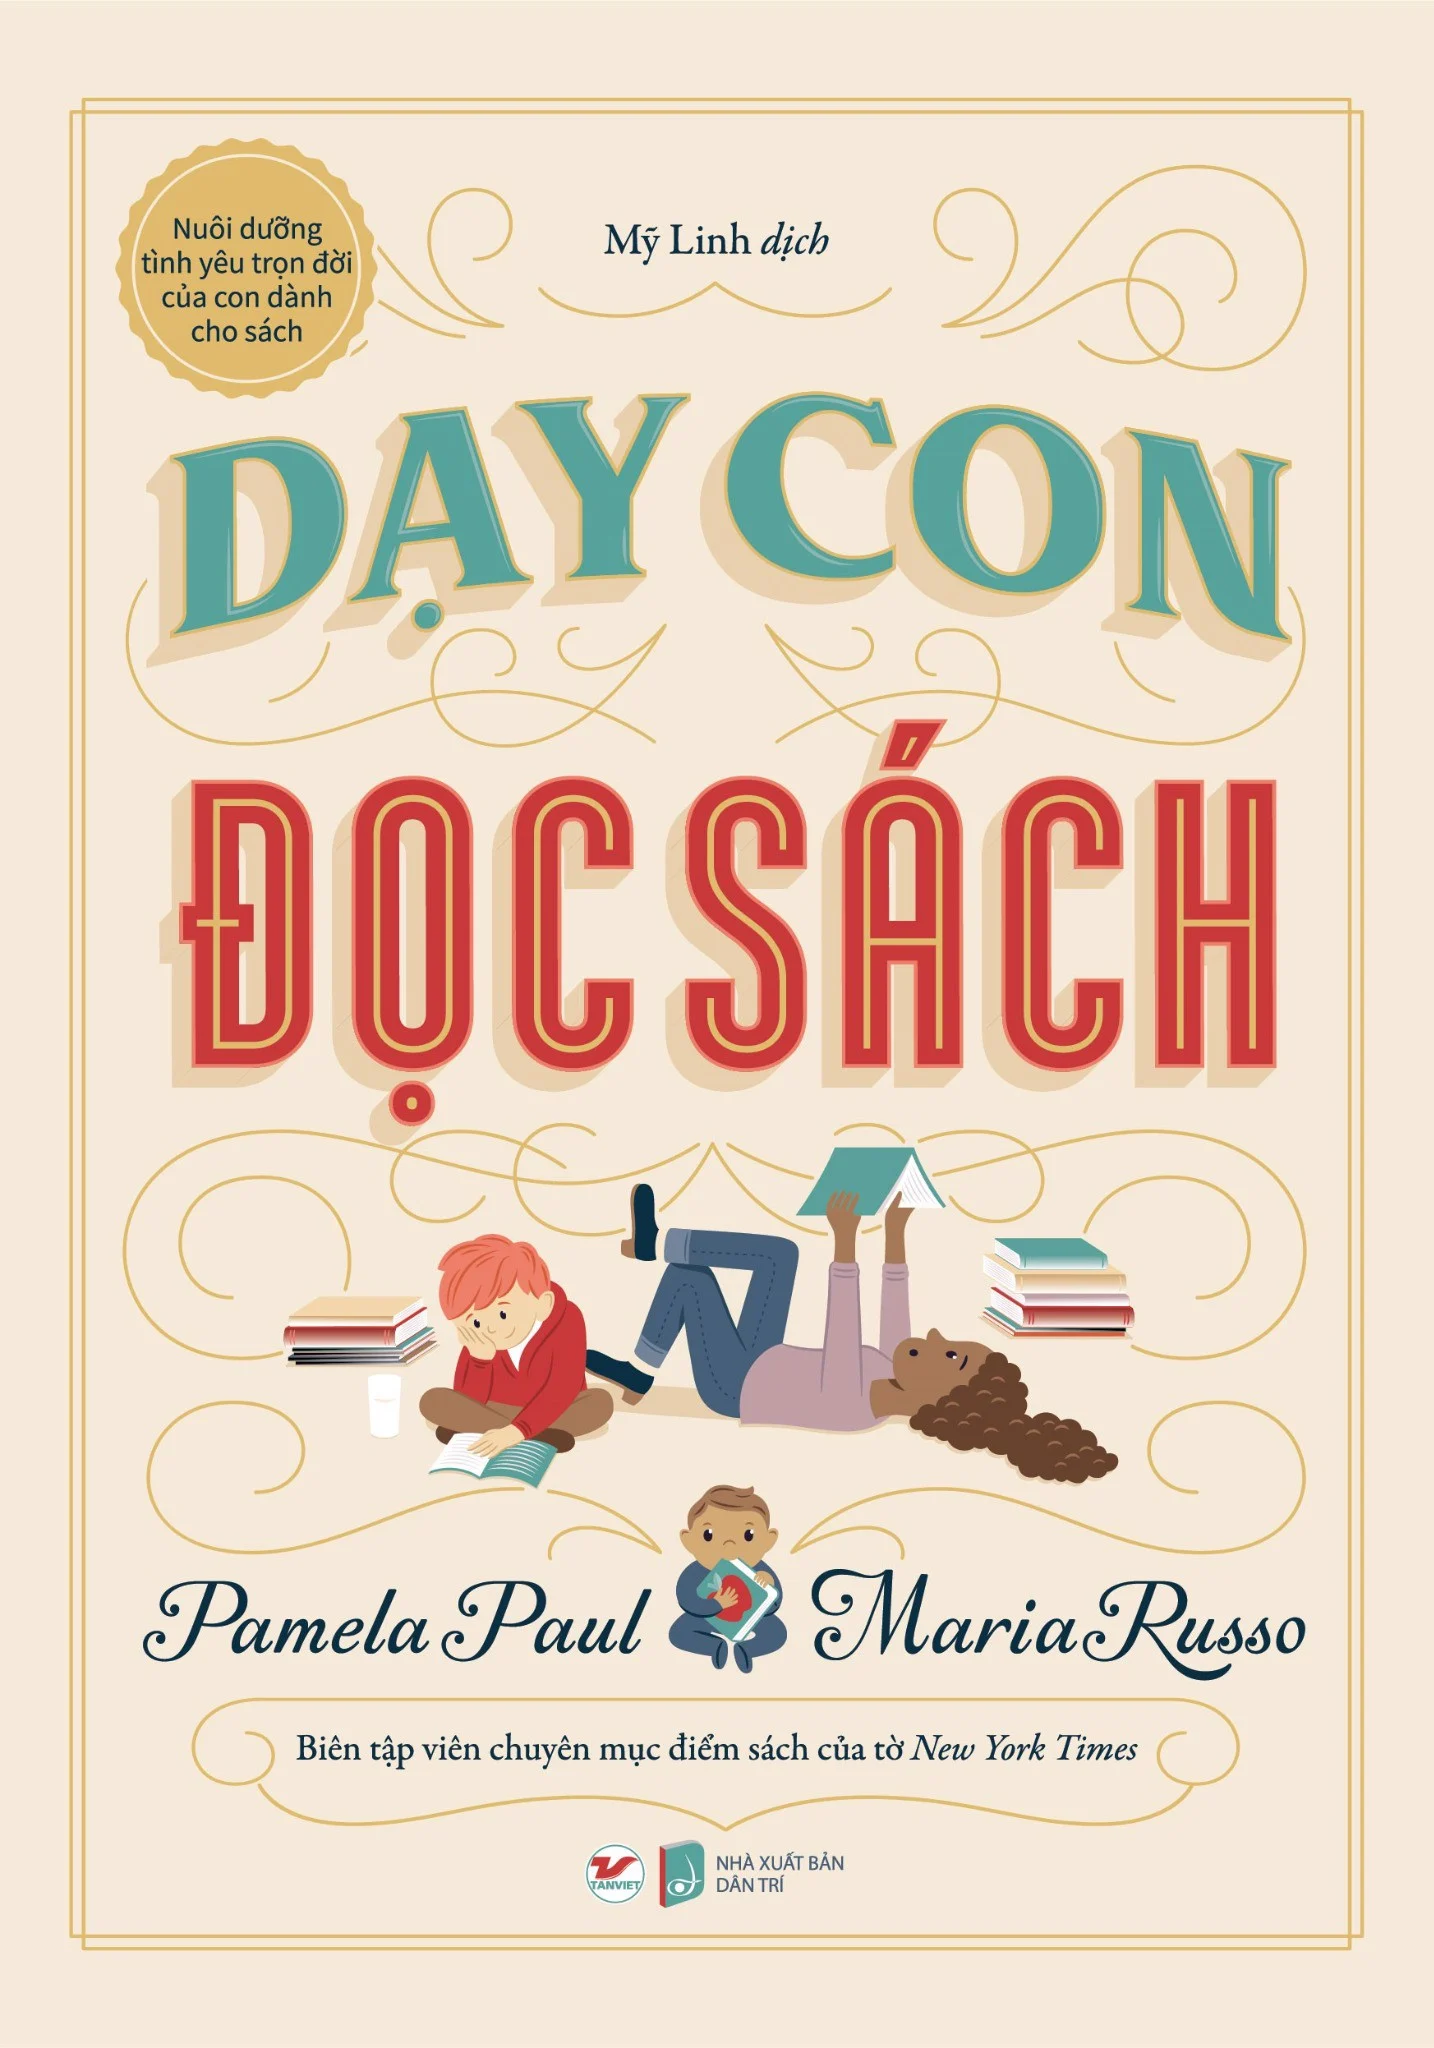 Nuôi dưỡng
tình yêu trọn đời
của con dành
cho sách
Mỹ Linh dịch
DẠY CON
ĐỌC SÁCH
Pamela Paul
Maria Russo
Biên tập viên chuyên mục điểm sách của tờ New York Times
TANVIET
NHÀ XUẤT BẢN
DÂN TRÍ